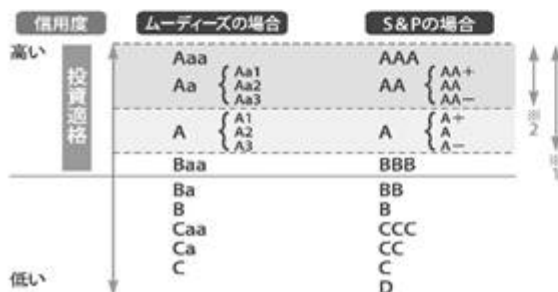 信用度 ムーディーズの場合 S&Pの場合
高い
投資適格
Aaa AAA
Aa { Aa1 Aa2 Aa3 AA { AA+ AA AA−
A { A1 A2 A3 A { A+ A A−
Baa BBB
Ba BB
B B
Caa CCC
Ca CC
C C
低い D
※2